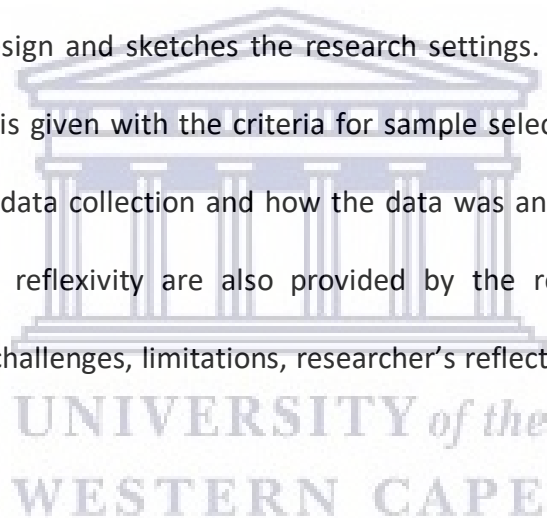 sign and sketches the research settings.
is given with the criteria for sample selec
data collection and how the data was an
reflexivity are also provided by the r
challenges, limitations, researcher’s reflect
UNIVERSITY of the
WESTERN CAPE